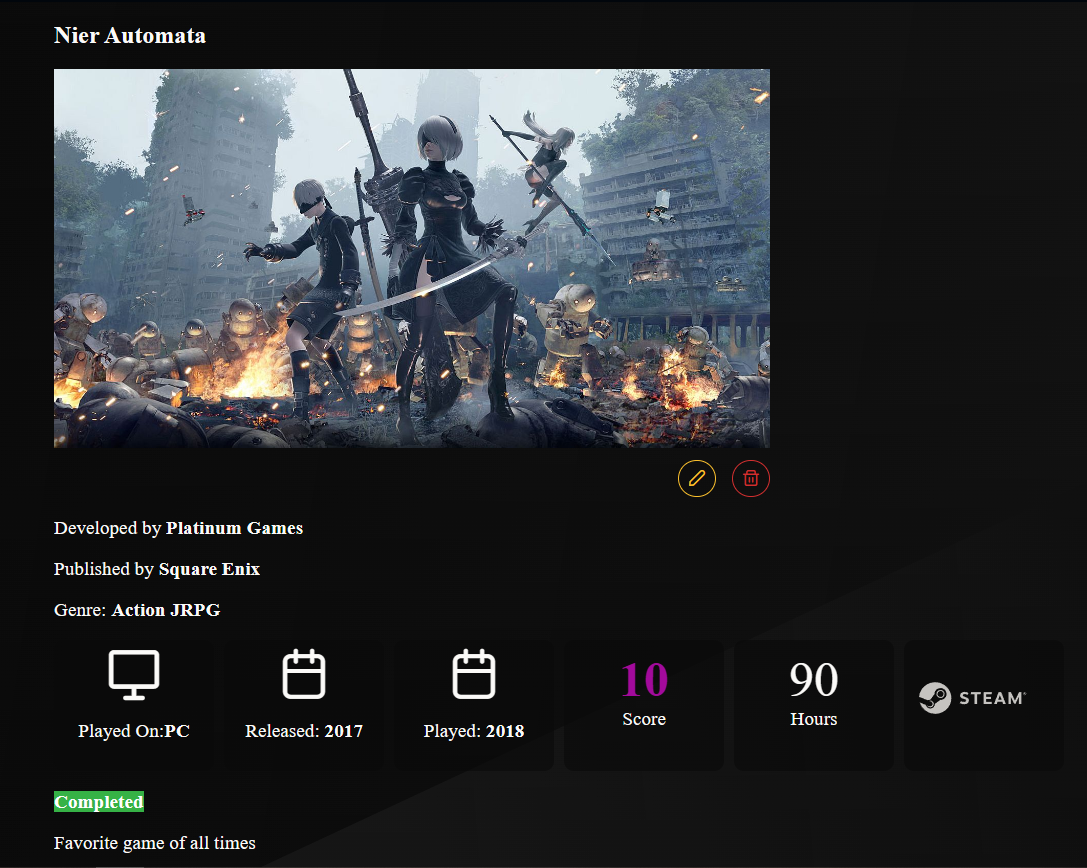 Nier Automata
Developed by Platinum Games
Published by Square Enix
Genre: Action JRPG
Played On:PC
Released: 2017
Played: 2018
10
Score
90
Hours
STEAM
Completed
Favorite game of all times